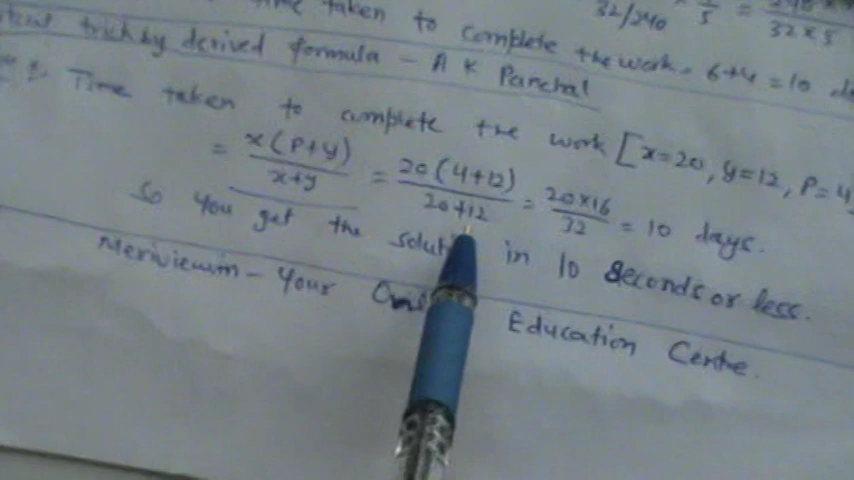 taken to complete the work = 6+4 = 10
32/240 × 1/5 = 32×5
trick by derived formula - A K Panchal
Time taken to complete the work [x=20, y=12, P=4
= x(P+y)/x+y = 20(4+12)/20+12 = 20×16/32 = 10 days.
So you get the in 10 Seconds or less.
Meriviewin - Your Education Centre.